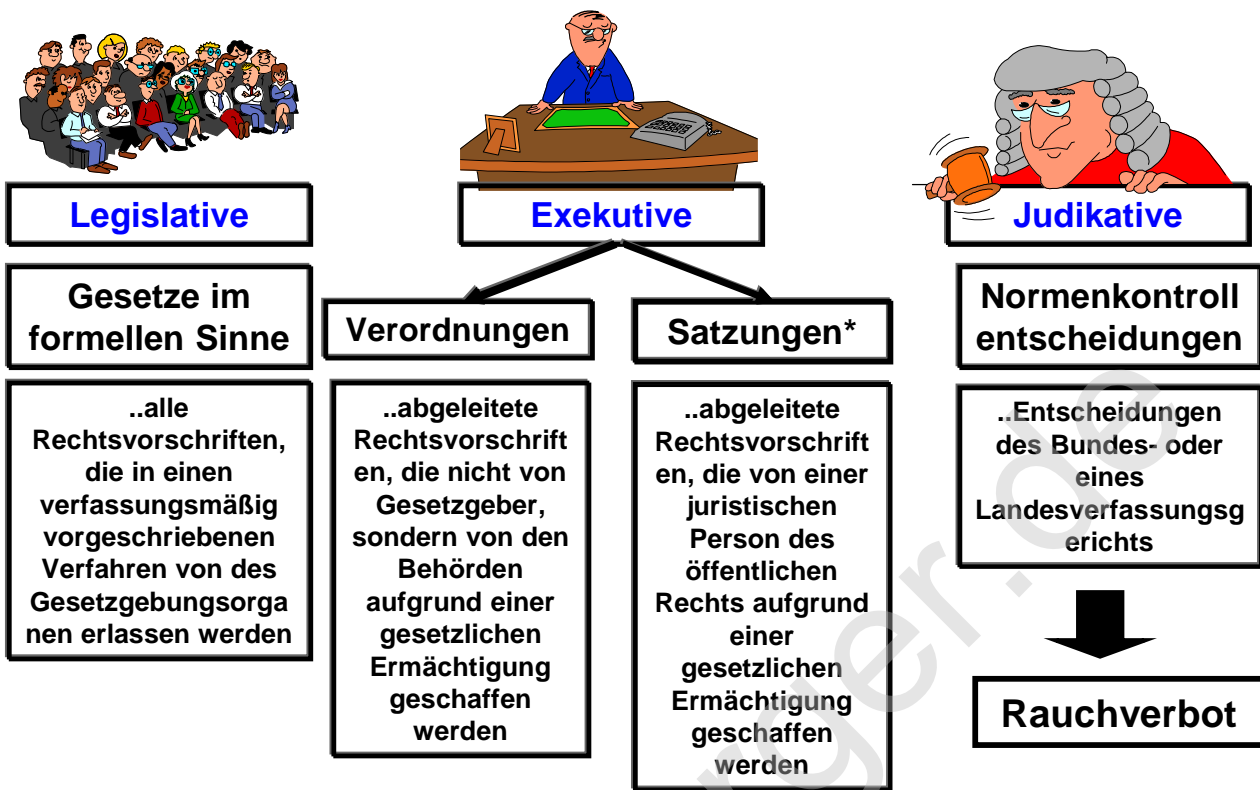 Legislative
Gesetze im
formellen Sinne
..alle
Rechtsvorschriften,
die in einen
verfassungsmäßig
vorgeschriebenen
Verfahren von des
Gesetzgebungsorga
nen erlassen werden
Exekutive
Verordnungen
..abgeleitete
Rechtsvorschrift
en, die nicht von
Gesetzgeber,
sondern von den
Behörden
aufgrund einer
gesetzlichen
Ermächtigung
geschaffen
werden
Satzungen*
..abgeleitete
Rechtsvorschrift
en, die von einer
juristischen
Person des
öffentlichen
Rechts aufgrund
einer
gesetzlichen
Ermächtigung
geschaffen
werden
Judikative
Normenkontroll
entscheidungen
..Entscheidungen
des Bundes- oder
eines
Landesverfassungsg
erichts
Rauchverbot
rger.de